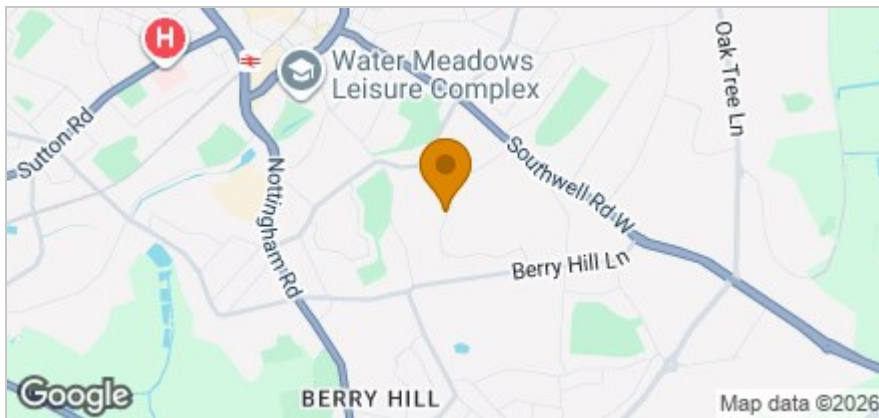 H
Water Meadows
Leisure Complex
Oak Tree Ln
Sutton Rd
Southwell Rd W
Nottingham Rd
Berry Hill Ln
BERRY HILL
Google
Map data ©2026